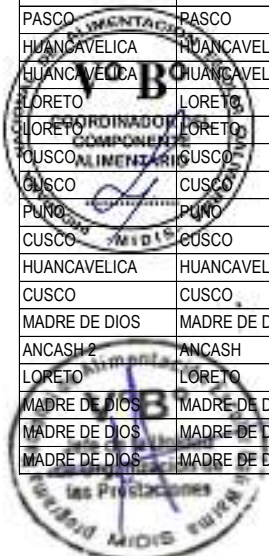 PASCO PASCO
HUANCAVELICA HUANCAVEL
HUANCAVELICA HUANCAVEL
LORETO LORETO
LORETO LORETO
CUSCO CUSCO
CUSCO CUSCO
PUNO PUNO
CUSCO CUSCO
HUANCAVELICA HUANCAVEL
CUSCO CUSCO
MADRE DE DIOS MADRE DE D
ANCASH 2 ANCASH
LORETO LORETO
MADRE DE DIOS MADRE DE D
MADRE DE DIOS MADRE DE D
MADRE DE DIOS MADRE DE D
V° B°
COORDINADOR DEL
COMPONENTE
ALIMENTARIO
MIDIS
B°
las Prestaciones
MIDIS